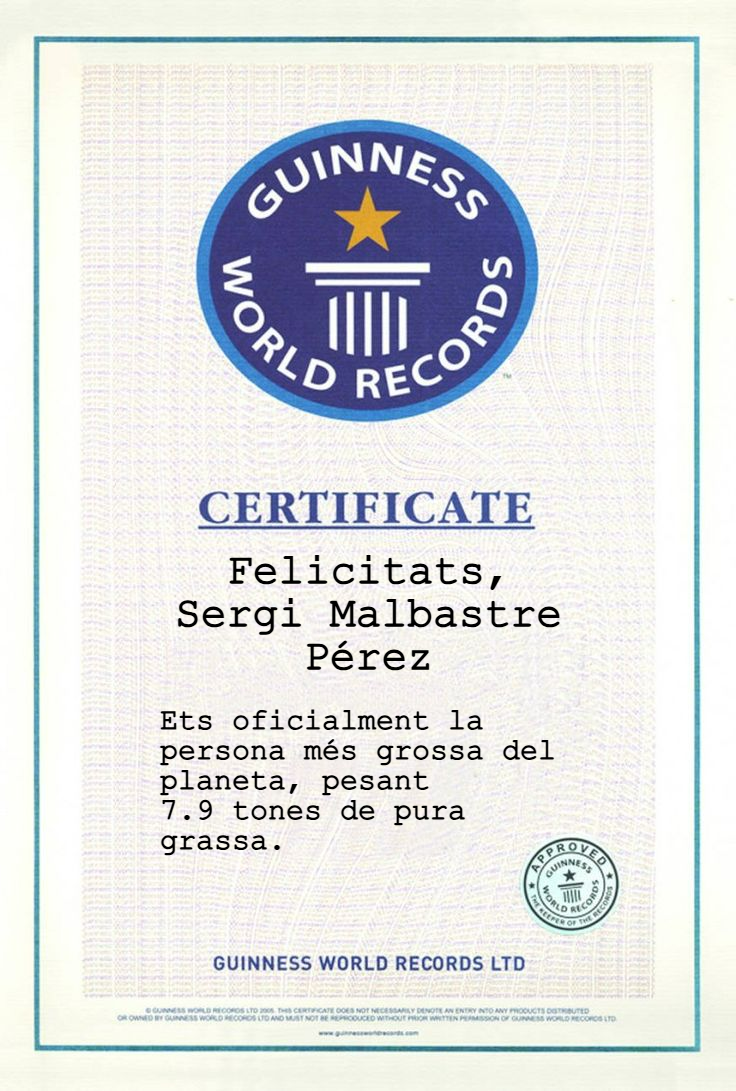 GUINNESS
WORLD RECORDS
TM
CERTIFICATE
Felicitats,
Sergi Malbastre
Pérez
Ets oficialment la
persona més grossa del
planeta, pesant
7.9 tones de pura
grassa.
APPROVED
GUINNESS
WORLD RECORDS
THE KEEPER OF THE RECORDS
GUINNESS WORLD RECORDS LTD
© GUINNESS WORLD RECORDS LTD 2005. THIS CERTIFICATE DOES NOT NECESSARILY DENOTE AN ENTRY INTO ANY PRODUCTS DISTRIBUTED
OR OWNED BY GUINNESS WORLD RECORDS LTD AND MUST NOT BE REPRODUCED WITHOUT PRIOR WRITTEN PERMISSION OF GUINNESS WORLD RECORDS LTD.
www.guinnessworldrecords.com